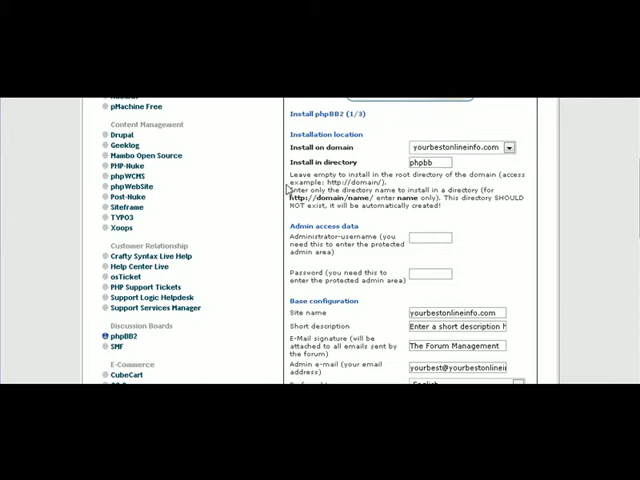 pMachine Free
Content Management
Drupal
Geeklog
Mambo Open Source
PHP-Nuke
phpWCMS
phpWebSite
Post-Nuke
Siteframe
TYPO3
Xoops
Customer Relationship
Crafty Syntax Live Help
Help Center Live
osTicket
PHP Support Tickets
Support Logic Helpdesk
Support Services Manager
Discussion Boards
phpBB2
SMF
E-Commerce
CubeCart
Install phpBB2 (1/3)
Installation location
Install on domain yourbestonlineinfo.com
Install in directory phpbb
Leave empty to install in the root directory of the domain (access
example: http://domain/).
Enter only the directory name to install in a directory (for
http://domain/name/ enter name only). This directory SHOULD
NOT exist, it will be automatically created!
Admin access data
Administrator-username (you
need this to enter the protected
admin area)
Password (you need this to
enter the protected admin area)
Base configuration
Site name yourbestonlineinfo.com
Short description Enter a short description h
E-Mail signature (will be
attached to all emails sent by The Forum Management
the forum)
Admin e-mail (your email yourbest@yourbestonlinei
address)
English